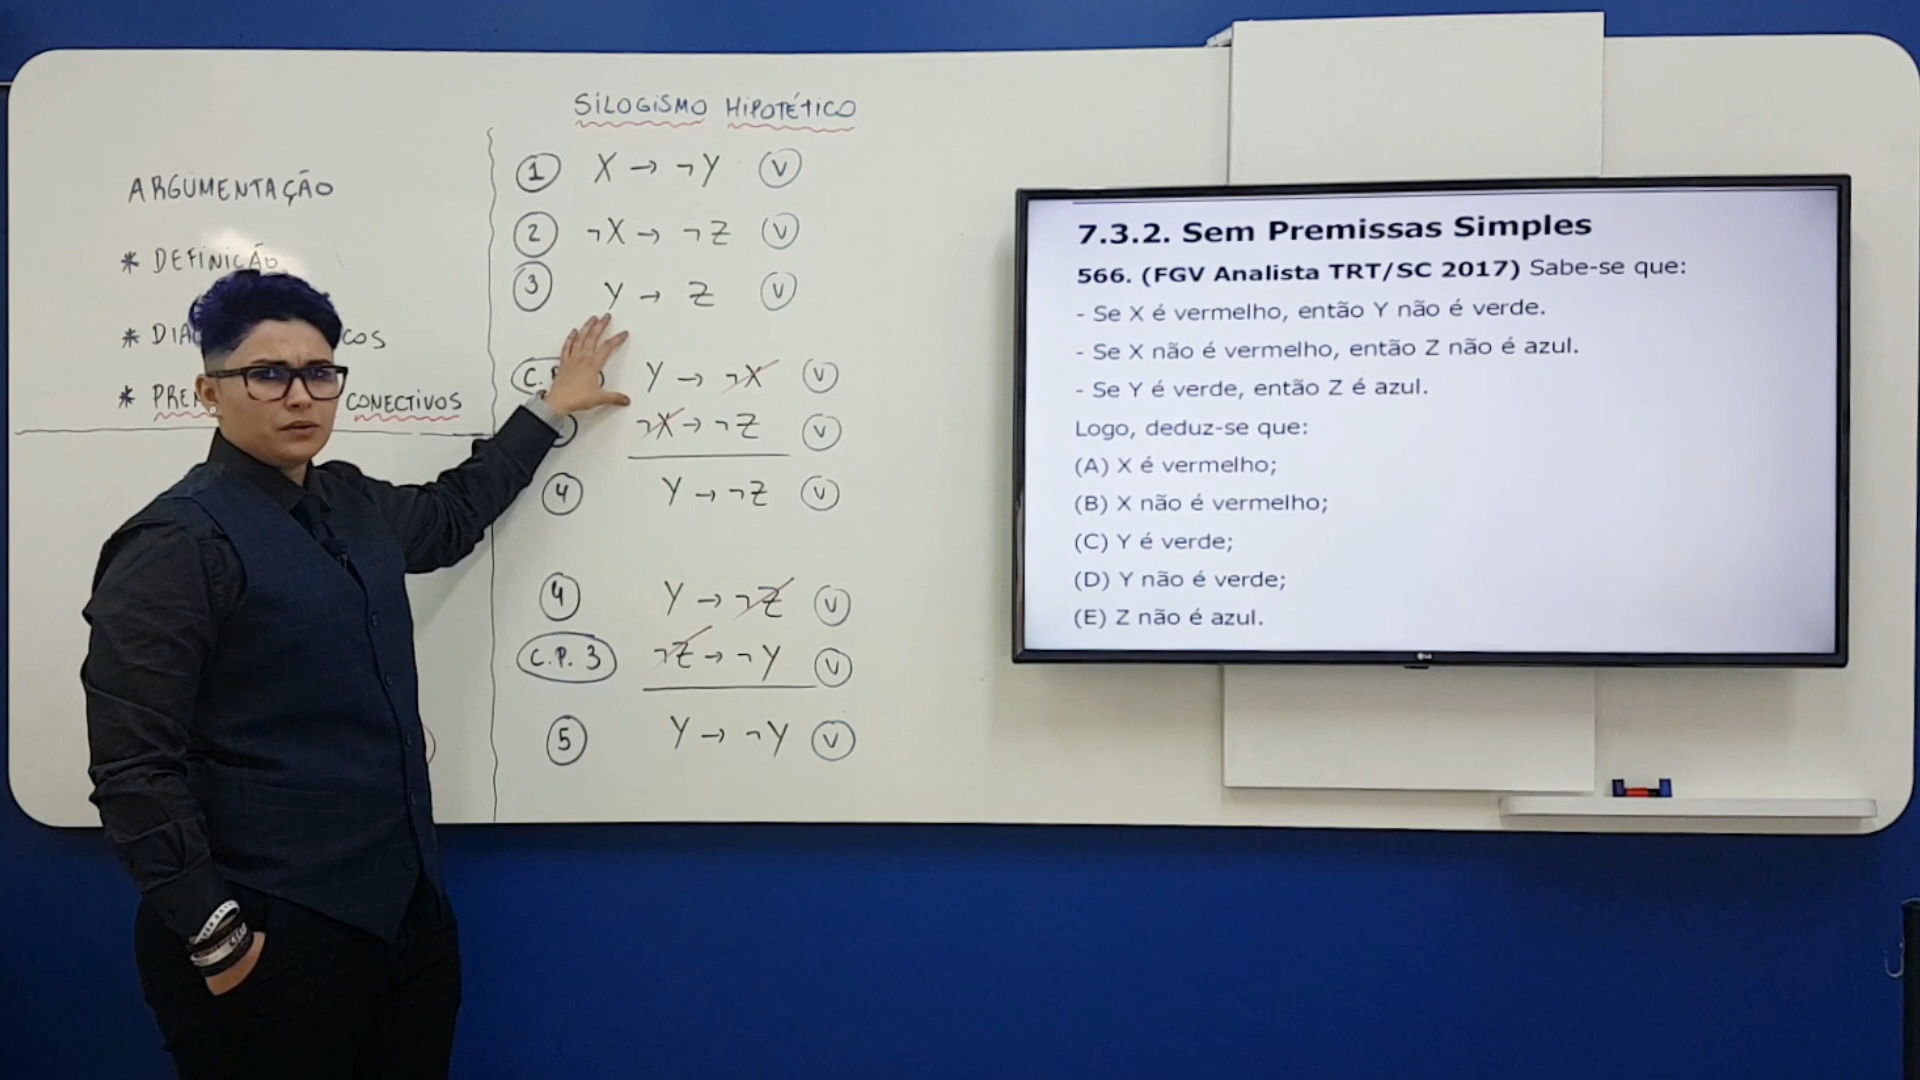 ARGUMENTAÇÃO
* DEFINIÇÃO
* DIA COS
* PRE CONECTIVOS
SILOGISMO HIPOTÉTICO
1 X → ¬Y V
2 ¬X → ¬Z V
3 Y → Z V
C.P. Y → ¬X V
¬X → ¬Z V
4 Y → ¬Z V
4 Y → ¬Z V
C.P. 3 ¬Z → ¬Y V
5 Y → ¬Y V
7.3.2. Sem Premissas Simples
566. (FGV Analista TRT/SC 2017) Sabe-se que:
- Se X é vermelho, então Y não é verde.
- Se X não é vermelho, então Z não é azul.
- Se Y é verde, então Z é azul.
Logo, deduz-se que:
(A) X é vermelho;
(B) X não é vermelho;
(C) Y é verde;
(D) Y não é verde;
(E) Z não é azul.